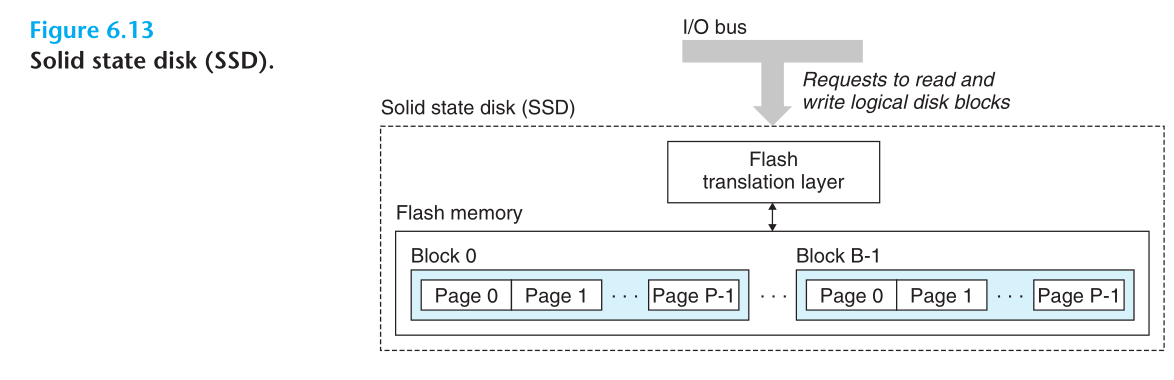 Figure 6.13
Solid state disk (SSD).
I/O bus
Requests to read and
write logical disk blocks
Solid state disk (SSD)
Flash
translation layer
Flash memory
Block 0
Block B-1
Page 0 Page 1 · · · Page P-1 · · · Page 0 Page 1 · · · Page P-1